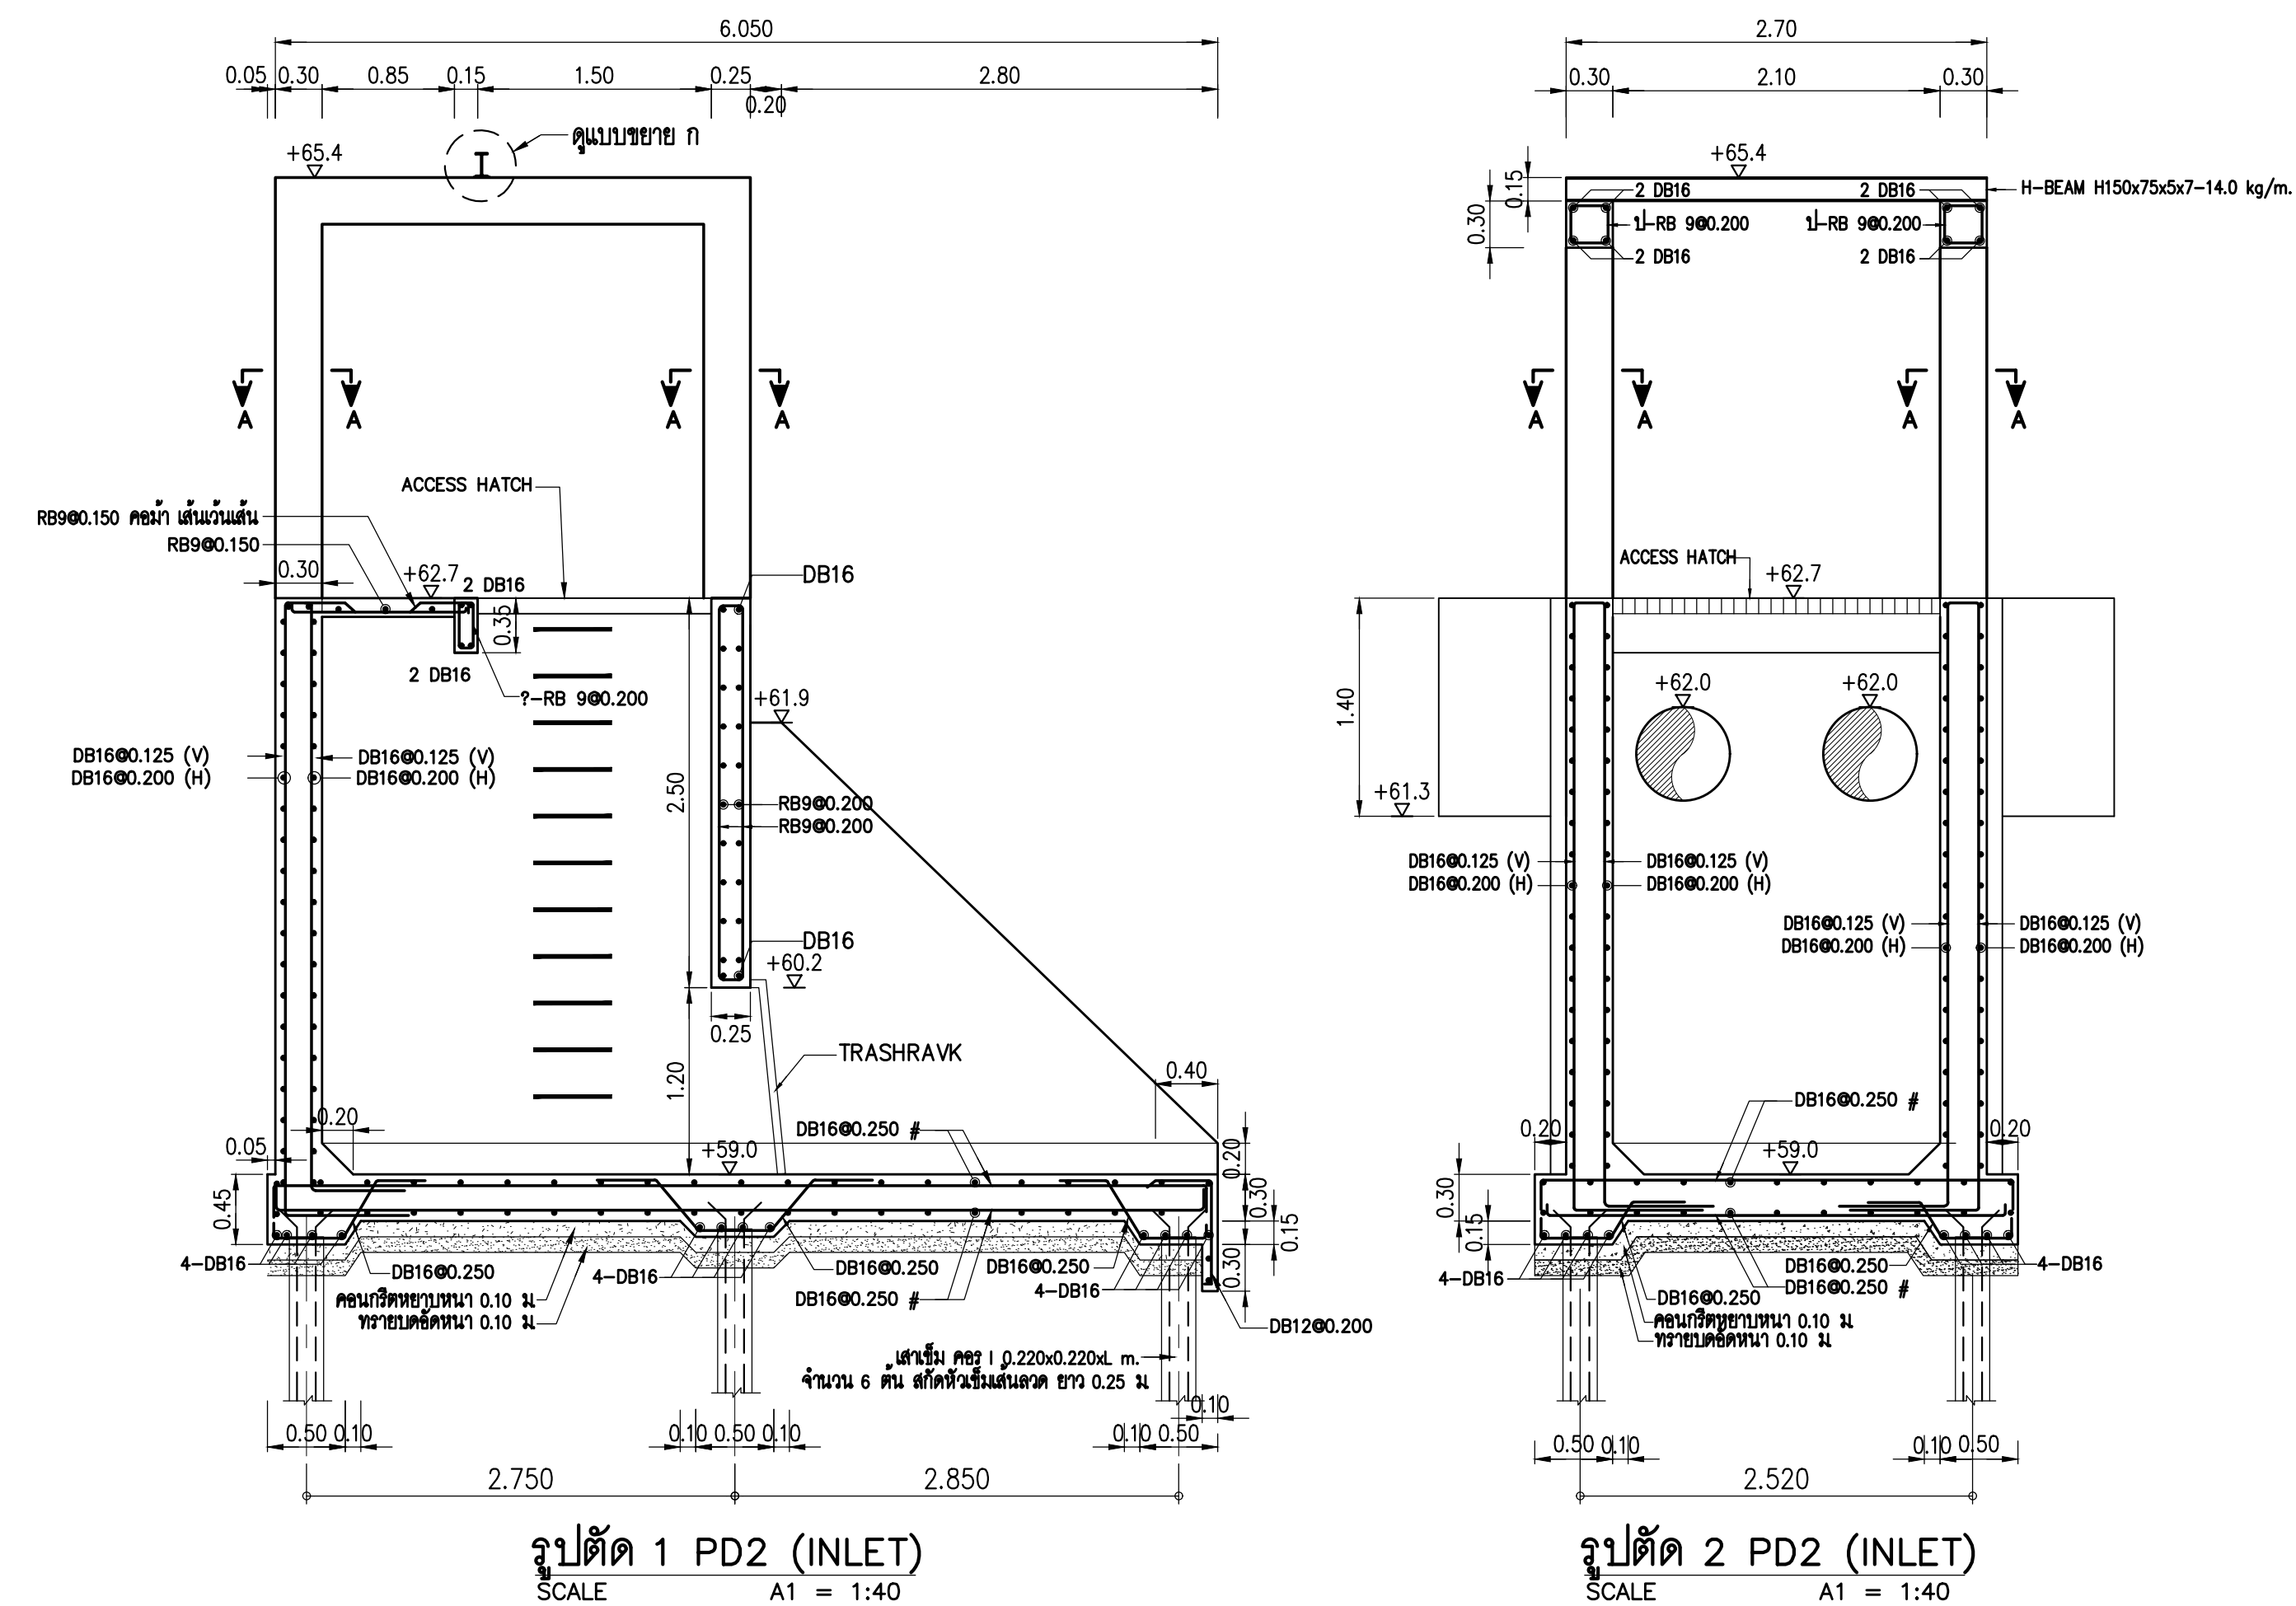 6.050
0.05 0.30 0.85 0.15 1.50 0.25 2.80
0.20
ดูแบบขยาย ก
+65.4
A A A A
ACCESS HATCH
RB9@0.150 คอม้า เส้นเว้นเส้น
RB9@0.150
0.30
+62.7
2 DB16
DB16
0.35
2 DB16
?-RB 9@0.200
+61.9
DB16@0.125 (V)
DB16@0.200 (H)
DB16@0.125 (V)
DB16@0.200 (H)
2.50
RB9@0.200
RB9@0.200
DB16
+60.2
0.25
TRASHRAVK
1.20
0.40
0.20
DB16@0.250 #
0.05
+59.0
0.20
0.45
0.30
0.15
0.30
4-DB16
DB16@0.250
4-DB16
DB16@0.250
DB16@0.250
4-DB16
คอนกรีตหยาบหนา 0.10 ม.
ทรายบดอัดหนา 0.10 ม.
DB16@0.250 #
DB12@0.200
เสาเข็ม คอร I 0.220x0.220xL m.
จำนวน 6 ต้น สกัดหัวเข็มเส้นลวด ยาว 0.25 ม.
0.10
0.50 0.10
0.10 0.50 0.10
0.10 0.50
2.750
2.850
รูปตัด 1 PD2 (INLET)
SCALE A1 = 1:40
2.70
0.30 2.10 0.30
+65.4
0.15
0.30
2 DB16
2 DB16
H-BEAM H150x75x5x7-14.0 kg/m.
ป-RB 9@0.200
ป-RB 9@0.200
2 DB16
2 DB16
A A A A
ACCESS HATCH
+62.7
1.40
+62.0
+62.0
+61.3
DB16@0.125 (V)
DB16@0.200 (H)
DB16@0.125 (V)
DB16@0.200 (H)
DB16@0.125 (V)
DB16@0.200 (H)
DB16@0.125 (V)
DB16@0.200 (H)
DB16@0.250 #
0.20
0.20
+59.0
0.30
0.15
4-DB16
DB16@0.250
4-DB16
DB16@0.250 #
DB16@0.250
คอนกรีตหยาบหนา 0.10 ม.
ทรายบดอัดหนา 0.10 ม.
0.50 0.10
0.10 0.50
2.520
รูปตัด 2 PD2 (INLET)
SCALE A1 = 1:40